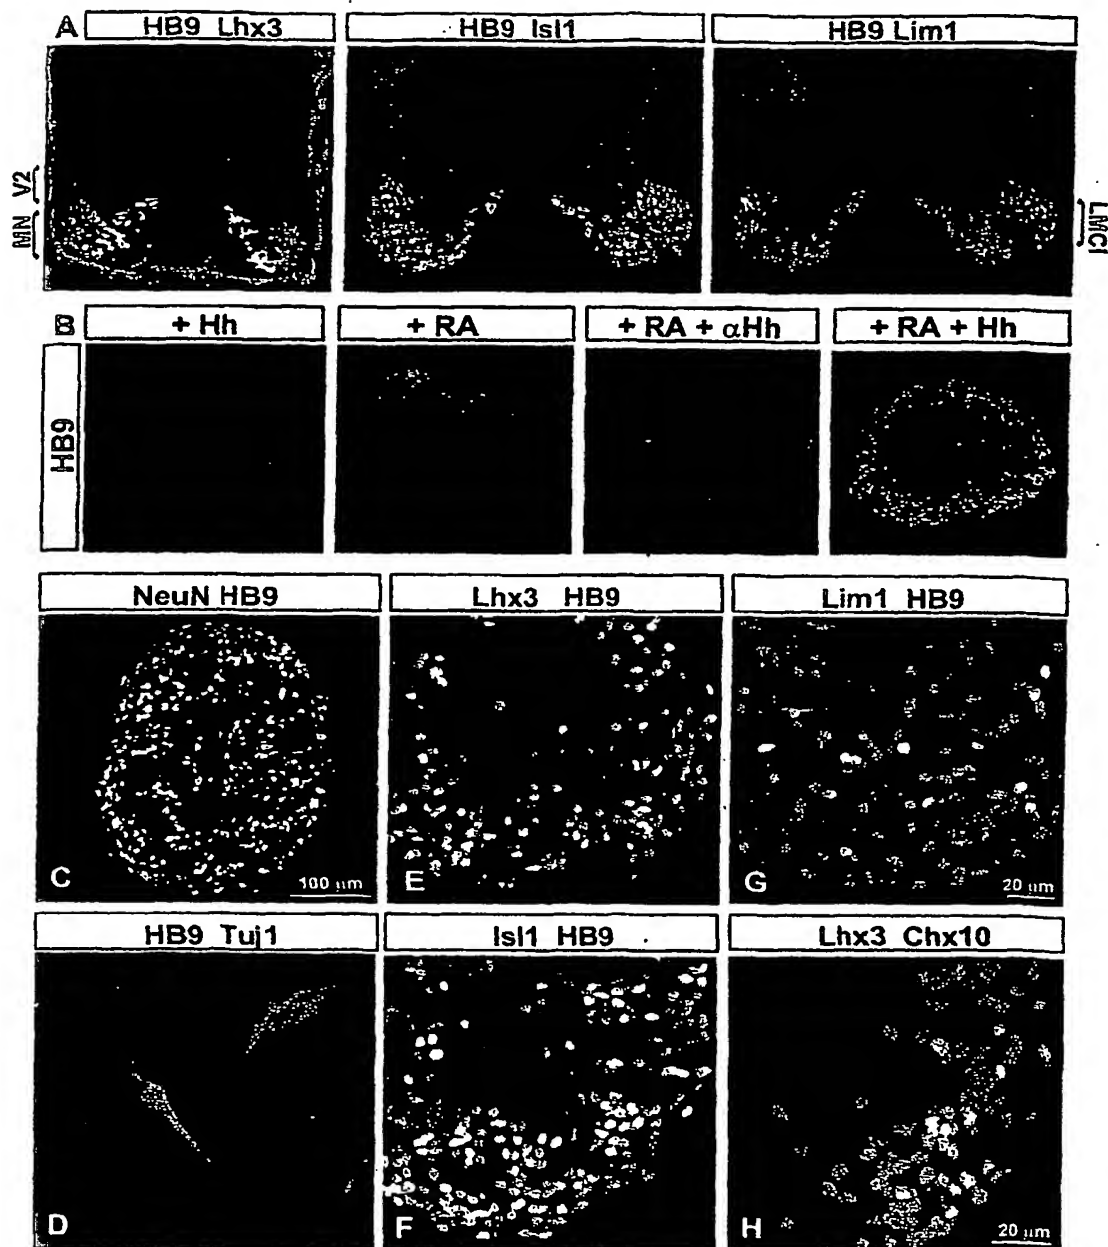 A HB9 Lhx3 HB9 Isl1 HB9 Lim1
V2
MN
LMCl
B + Hh + RA + RA + αHh + RA + Hh
HB9
NeuN HB9 Lhx3 HB9 Lim1 HB9
C 100 µm E G 20 µm
HB9 Tuj1 Isl1 HB9 Lhx3 Chx10
D F H 20 µm